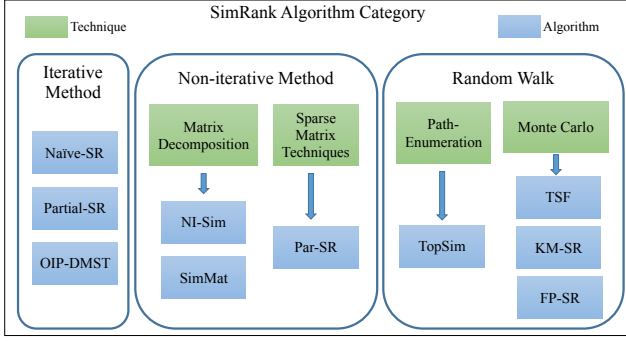 SimRank Algorithm Category
Technique
Algorithm
Iterative
Method
Naïve-SR
Partial-SR
OIP-DMST
Non-iterative Method
Matrix
Decomposition
NI-Sim
SimMat
Sparse
Matrix
Techniques
Par-SR
Random Walk
Path-
Enumeration
TopSim
Monte Carlo
TSF
KM-SR
FP-SR